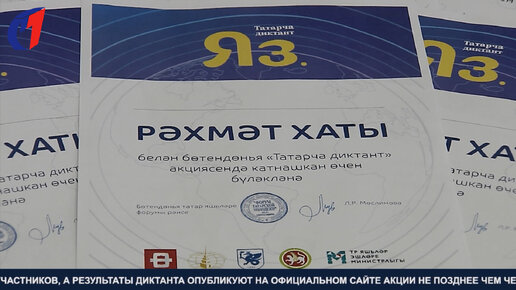 Татарча
диктант
Яз.
РӘХМӘТ ХАТЫ
белән бөтендөнья «Татарча диктант»
акциясендә катнашкан өчен
бүләкләнә
Бөтендөнья татар яшьләре
форумы рәисе
Л.Р. Мөслимова
ТР ЯШЬЛӘР
ЭШЛӘРЕ
МИНИСТРЛЫГЫ
ЧАСТНИКОВ, А РЕЗУЛЬТАТЫ ДИКТАНТА ОПУБЛИКУЮТ НА ОФИЦИАЛЬНОМ САЙТЕ АКЦИИ НЕ ПОЗДНЕЕ ЧЕМ ЧЕ